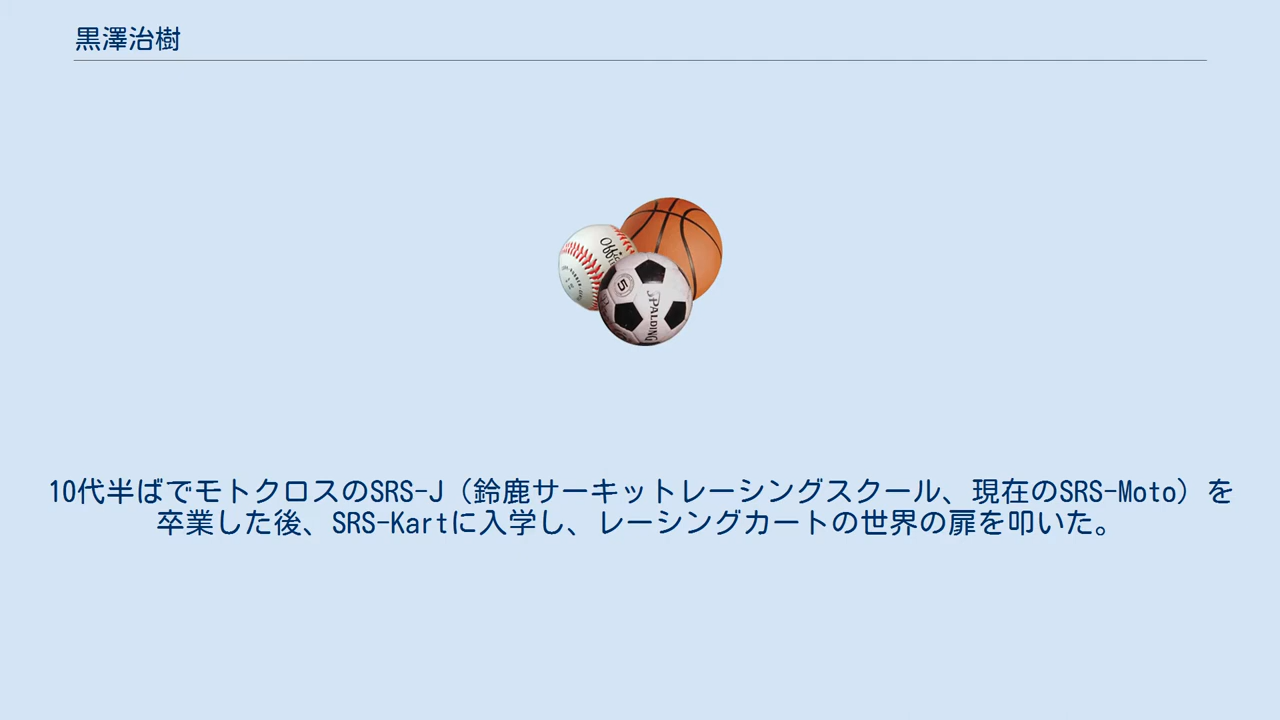 黒澤治樹
Offic
5
SPALDING
10代半ばでモトクロスのSRS-J（鈴鹿サーキットレーシングスクール、現在のSRS-Moto）を
卒業した後、SRS-Kartに入学し、レーシングカートの世界の扉を叩いた。